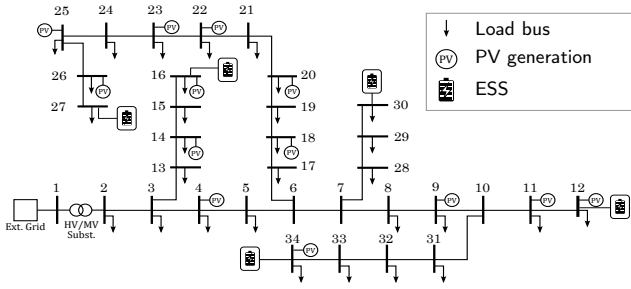 25
24
23
22
21
PV
PV
PV
Load bus
PV
PV generation
ESS
26
PV
27
16
PV
15
14
PV
13
20
PV
19
18
PV
17
30
29
28
1
2
3
4
5
6
7
8
9
10
11
12
PV
PV
PV
PV
Ext. Grid
HV/MV
Subst.
34
33
32
31
PV